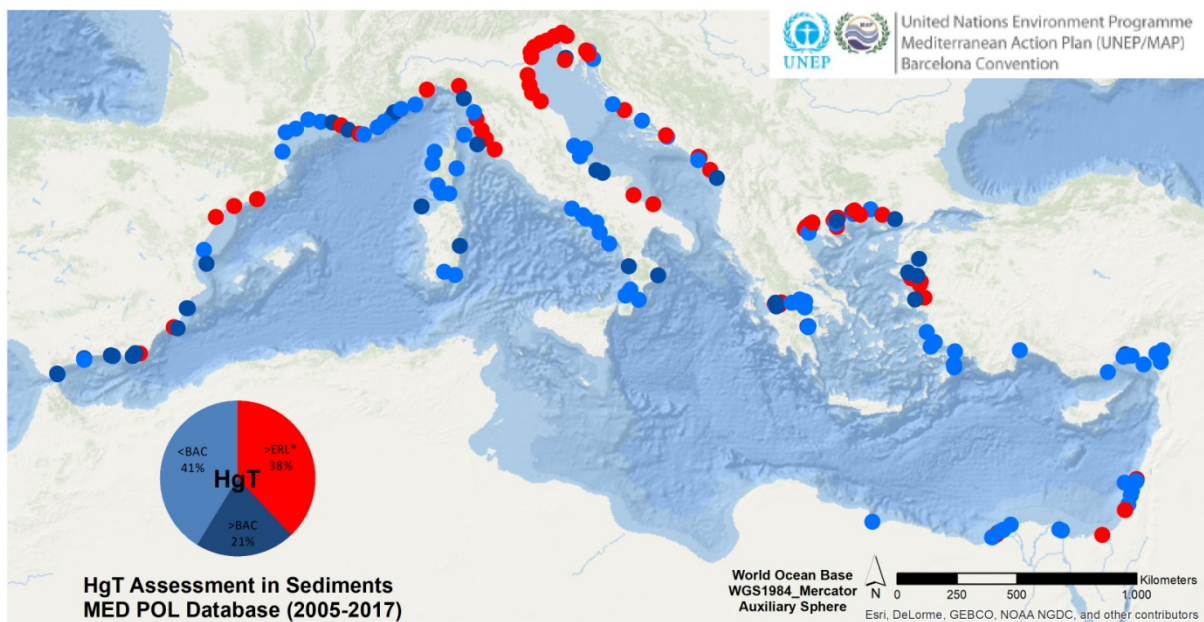 UNEP
MAP
United Nations Environment Programme
Mediterranean Action Plan (UNEP/MAP)
Barcelona Convention
<BAC
41%
>ERL*
38%
HgT
>BAC
21%
HgT Assessment in Sediments
MED POL Database (2005-2017)
World Ocean Base
WGS1984_Mercator
Auxiliary Sphere
N
Kilometers
0 250 500 1,000
Esri, DeLorme, GEBCO, NOAA NGDC, and other contributors